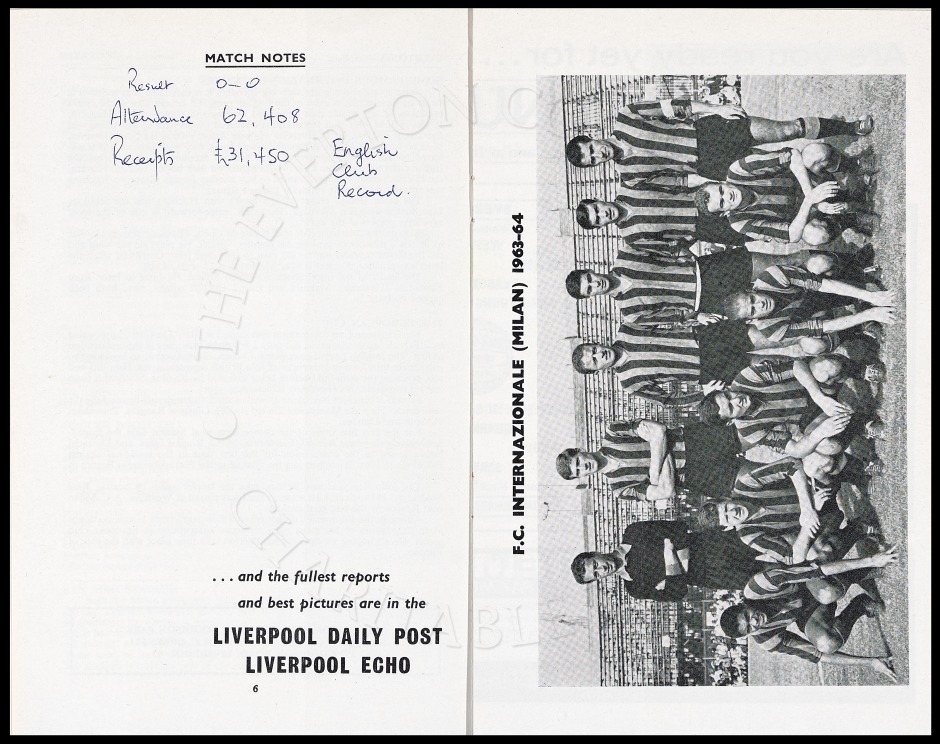 MATCH NOTES
Result 0-0
Attendance 62,408
Receipts £31,450 English
Club
Record.
THE EVERTON
CHARITABLE
... and the fullest reports
and best pictures are in the
LIVERPOOL DAILY POST
LIVERPOOL ECHO
6
F.C. INTERNAZIONALE (MILAN) 1963-64